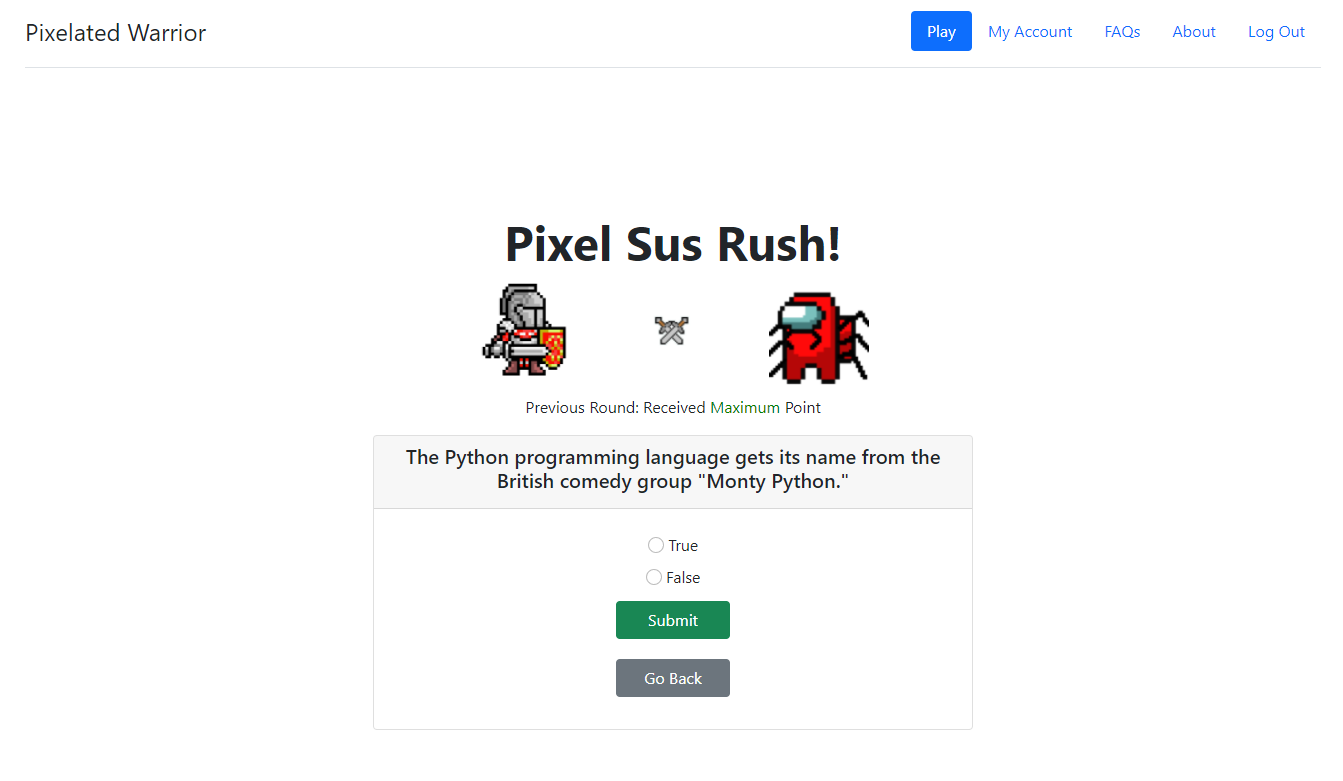 Pixelated Warrior
Play
My Account
FAQs
About
Log Out
Pixel Sus Rush!
Previous Round: Received Maximum Point
The Python programming language gets its name from the
British comedy group "Monty Python."
True
False
Submit
Go Back